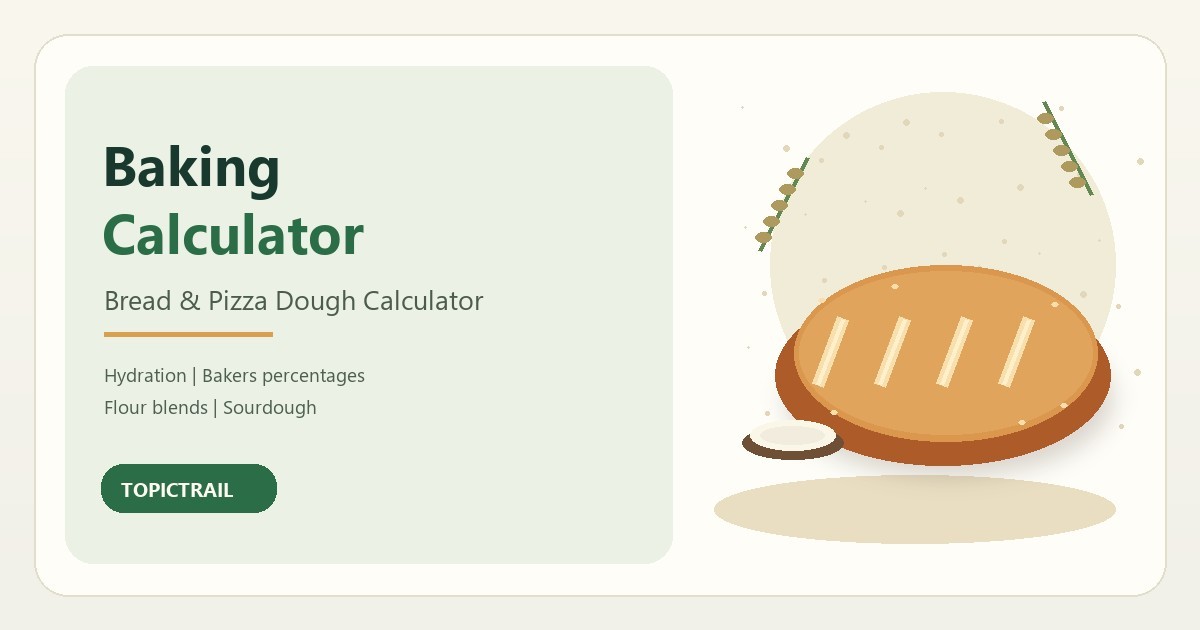 Baking
Calculator
Bread & Pizza Dough Calculator
Hydration | Bakers percentages
Flour blends | Sourdough
TOPICTRAIL